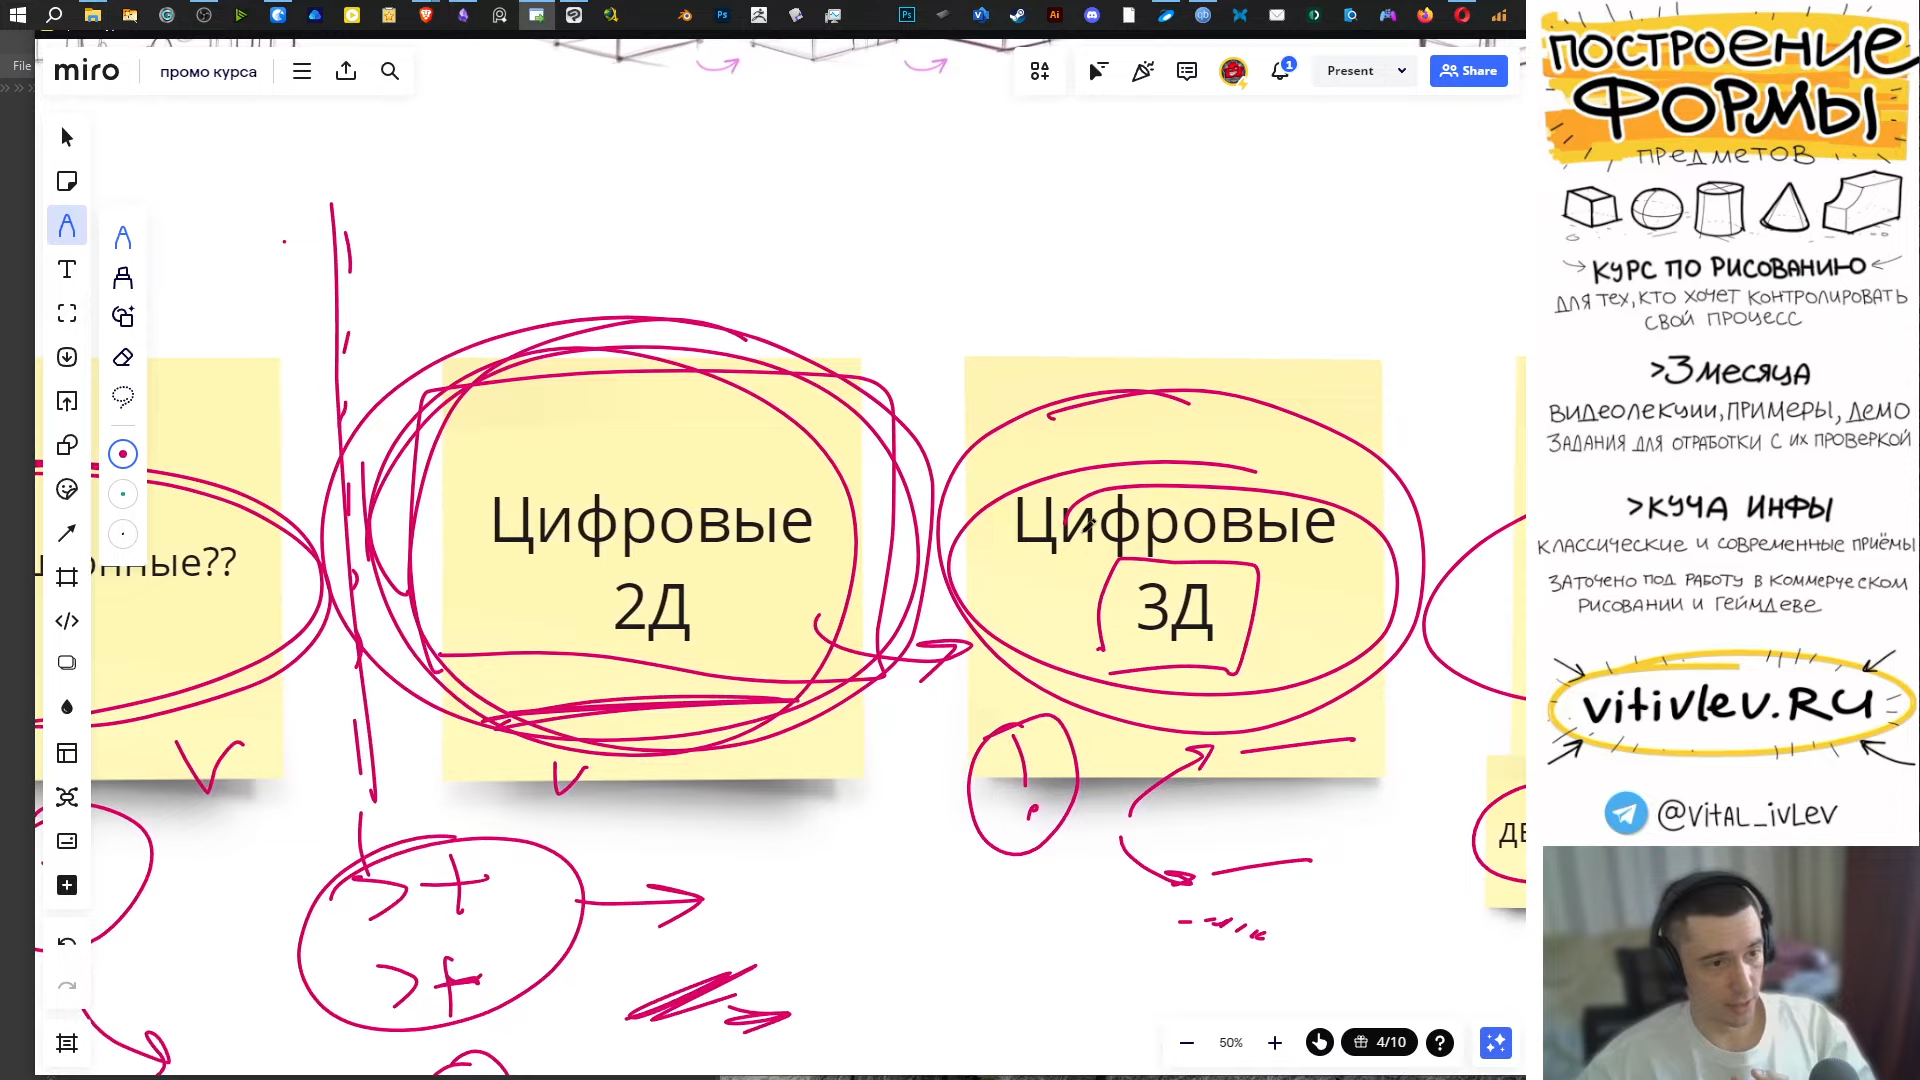 File
miro
промо курса
Present
1
Share
онные??
Цифровые
2Д
Цифровые
3Д
50%
4/10
ПОСТРОЕНИЕ
ФОРМЫ
ПРЕДМЕТОВ
КУРС ПО РИСОВАНИЮ
ДЛЯ ТЕХ, КТО ХОЧЕТ КОНТРОЛИРОВАТЬ
СВОЙ ПРОЦЕСС
>3 месяца
ВИДЕОЛЕКЦИИ, ПРИМЕРЫ, ДЕМО
ЗАДАНИЯ ДЛЯ ОТРАБОТКИ С ИХ ПРОВЕРКОЙ
>КУЧА ИНФЫ
КЛАССИЧЕСКИЕ И СОВРЕМЕННЫЕ ПРИЁМЫ
ЗАТОЧЕНО ПОД РАБОТУ В КОММЕРЧЕСКОМ
РИСОВАНИИ И ГЕЙМДЕВЕ
vitivlev.RU
@VITAL_IVLEV